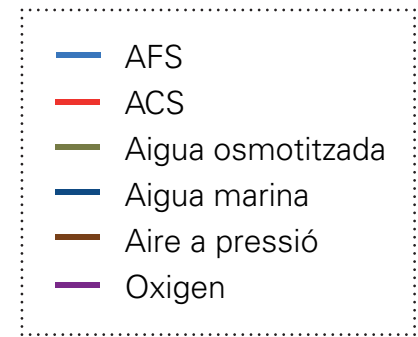 AFS
ACS
Aigua osmotitzada
Aigua marina
Aire a pressió
Oxigen